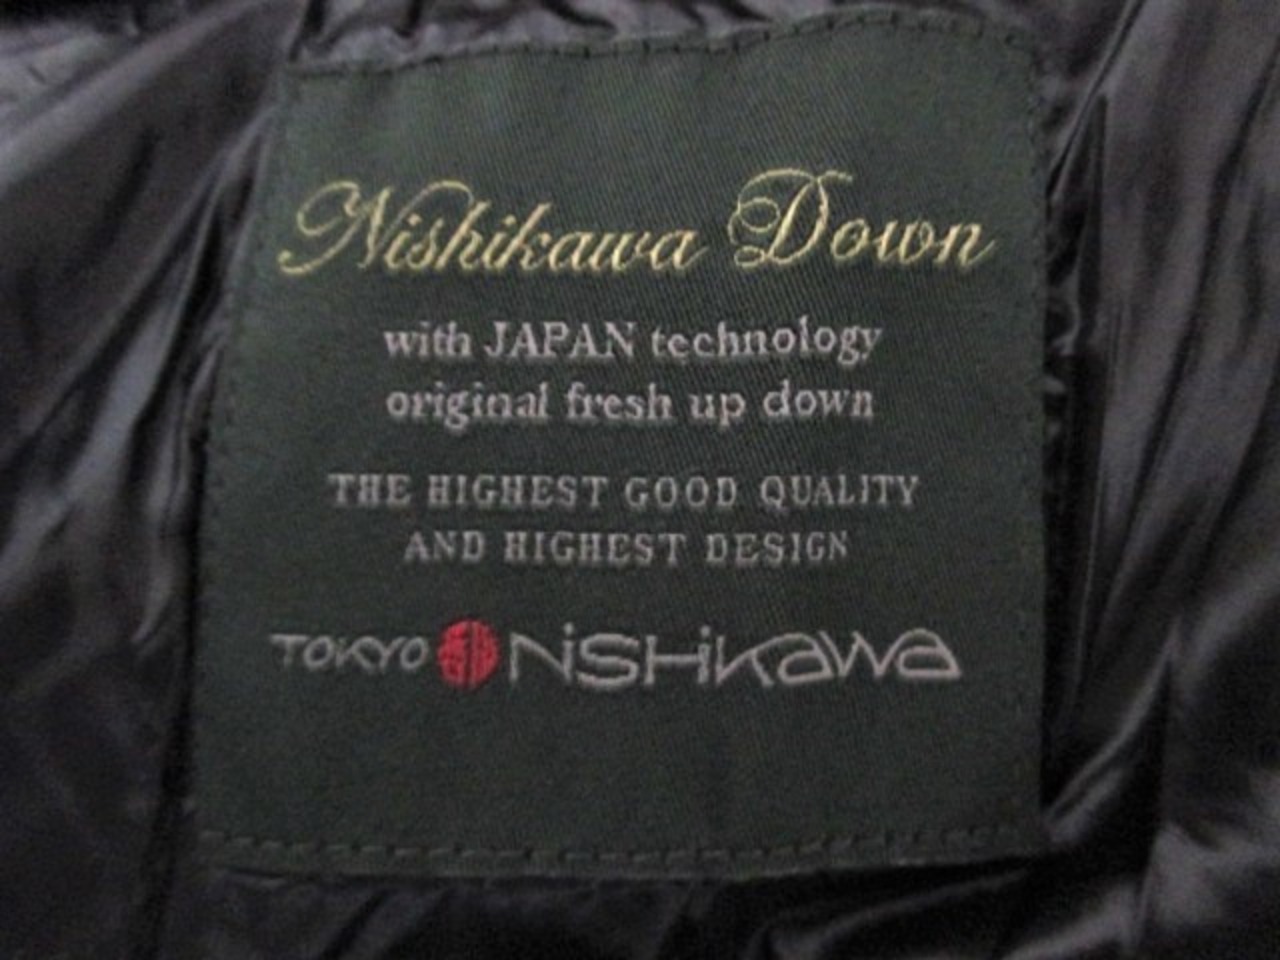 Nishikawa Down
with JAPAN technology
original fresh up down
THE HIGHEST GOOD QUALITY
AND HIGHEST DESIGN
TOKYO NiSHiKaWa